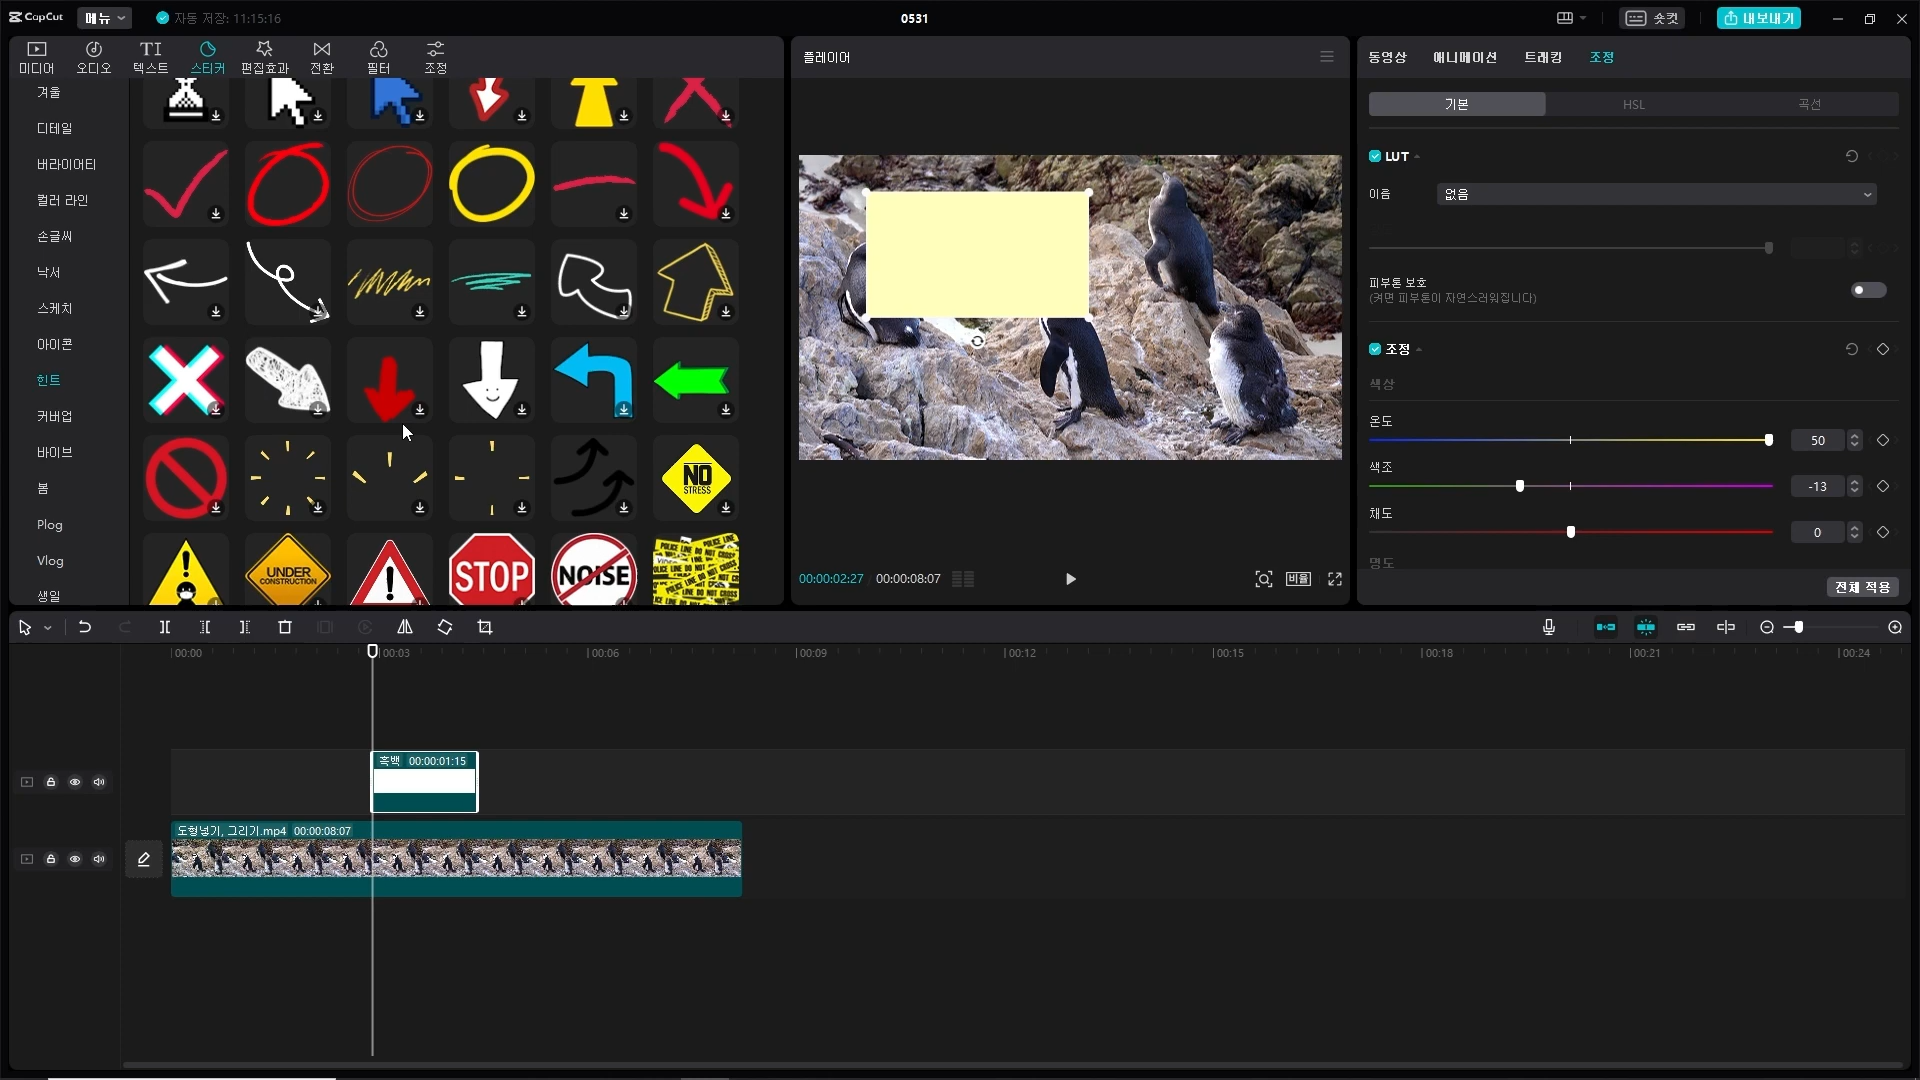 CapCut
메뉴
자동 저장: 11:15:16
0531
숏컷
내보내기
미디어
오디오
TI
텍스트
스티커
편집효과
전환
필터
조정
겨울
디테일
버라이어티
컬러 라인
손글씨
낙서
스케치
아이콘
힌트
커버업
바이브
봄
Plog
Vlog
생일
NO
STRESS
UNDER
CONSTRUCTION
STOP
NOISE
POLICE LINE DO NOT CROSS
플레이어
00:00:02:27
00:00:08:07
비율
동영상
애니메이션
트래킹
조정
기본
HSL
곡선
LUT
이름
없음
피부톤 보호
(켜면 피부톤이 자연스러워집니다)
조정
색상
온도
50
색조
-13
채도
0
명도
전체 적용
00:00
00:03
00:06
00:09
00:12
00:15
00:18
00:21
00:24
흑백 00:00:01:15
도형넣기, 그리기.mp4 00:00:08:07